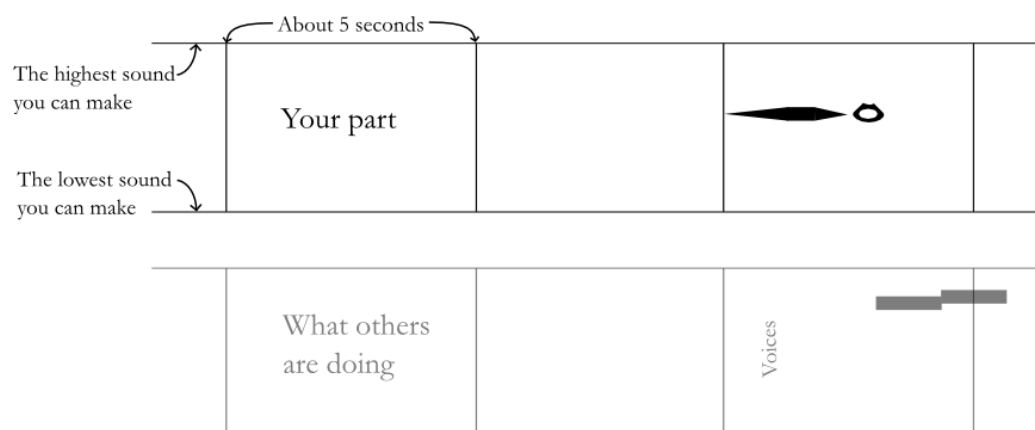 About 5 seconds
The highest sound
you can make
Your part
The lowest sound
you can make
What others
are doing
Voices